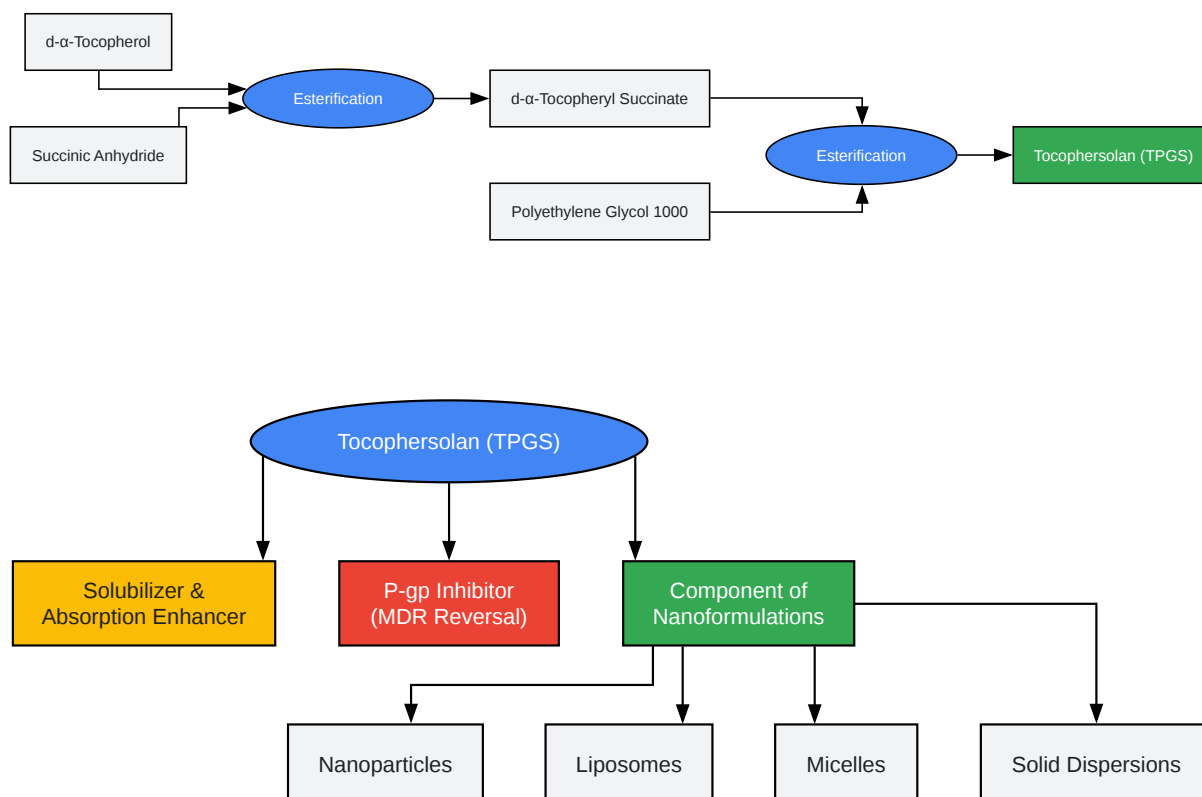 d-α-Tocopherol
Succinic Anhydride
Esterification
d-α-Tocopheryl Succinate
Polyethylene Glycol 1000
Esterification
Tocophersolan (TPGS)
Tocophersolan (TPGS)
Solubilizer &
Absorption Enhancer
P-gp Inhibitor
(MDR Reversal)
Component of
Nanoformulations
Nanoparticles
Liposomes
Micelles
Solid Dispersions